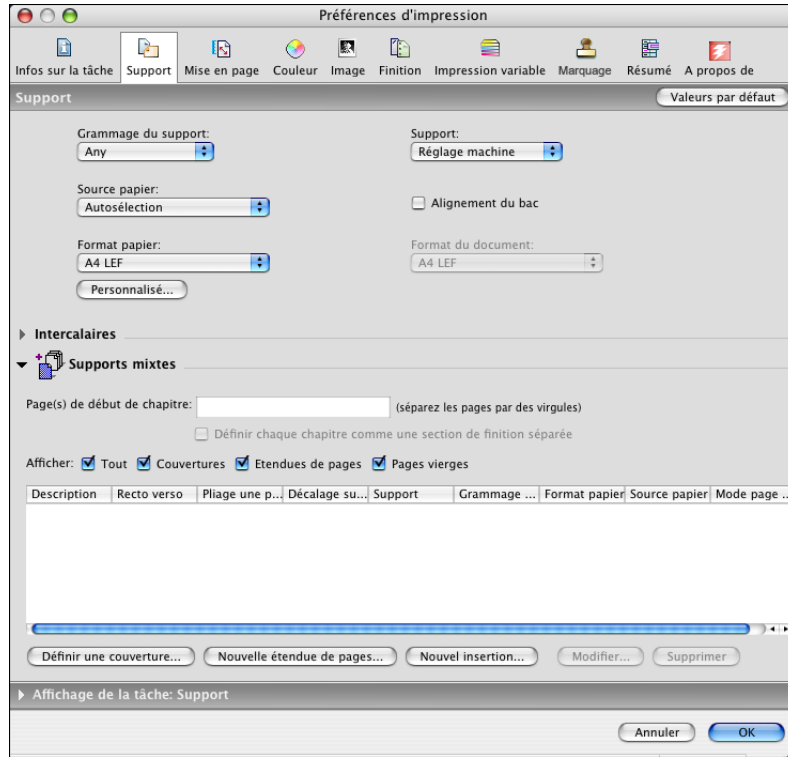 Préférences d'impression
Infos sur la tâche Support Mise en page Couleur Image Finition Impression variable Marquage Résumé A propos de
Support Valeurs par défaut
Grammage du support: Support:
Any Réglage machine
Source papier:
Autosélection Alignement du bac
Format papier: Format du document:
A4 LEF A4 LEF
Personnalisé...
Intercalaires
Supports mixtes
Page(s) de début de chapitre: (séparez les pages par des virgules)
Définir chaque chapitre comme une section de finition séparée
Afficher: Tout Couvertures Etendues de pages Pages vierges
Description Recto verso Pliage une p... Décalage su... Support Grammage ... Format papier Source papier Mode page ...
Définir une couverture... Nouvelle étendue de pages... Nouvel insertion... Modifier... Supprimer
Affichage de la tâche: Support
Annuler OK